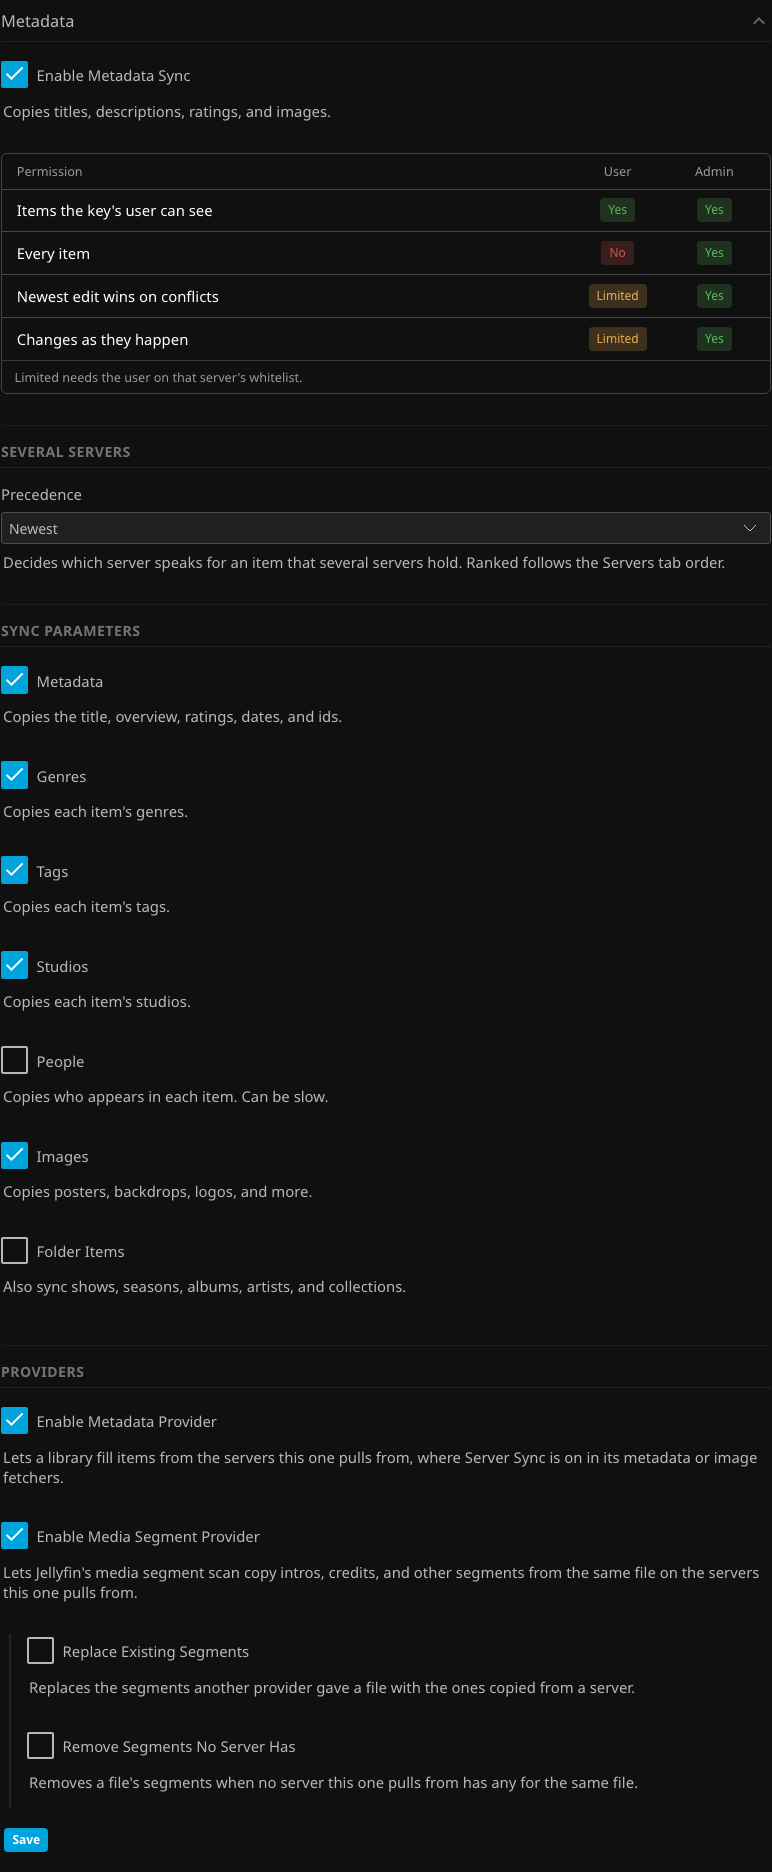 Metadata
Enable Metadata Sync
Copies titles, descriptions, ratings, and images.
Permission User Admin
Items the key's user can see Yes Yes
Every item No Yes
Newest edit wins on conflicts Limited Yes
Changes as they happen Limited Yes
Limited needs the user on that server's whitelist.
SEVERAL SERVERS
Precedence
Newest
Decides which server speaks for an item that several servers hold. Ranked follows the Servers tab order.
SYNC PARAMETERS
Metadata
Copies the title, overview, ratings, dates, and ids.
Genres
Copies each item's genres.
Tags
Copies each item's tags.
Studios
Copies each item's studios.
People
Copies who appears in each item. Can be slow.
Images
Copies posters, backdrops, logos, and more.
Folder Items
Also sync shows, seasons, albums, artists, and collections.
PROVIDERS
Enable Metadata Provider
Lets a library fill items from the servers this one pulls from, where Server Sync is on in its metadata or image
fetchers.
Enable Media Segment Provider
Lets Jellyfin's media segment scan copy intros, credits, and other segments from the same file on the servers
this one pulls from.
Replace Existing Segments
Replaces the segments another provider gave a file with the ones copied from a server.
Remove Segments No Server Has
Removes a file's segments when no server this one pulls from has any for the same file.
Save